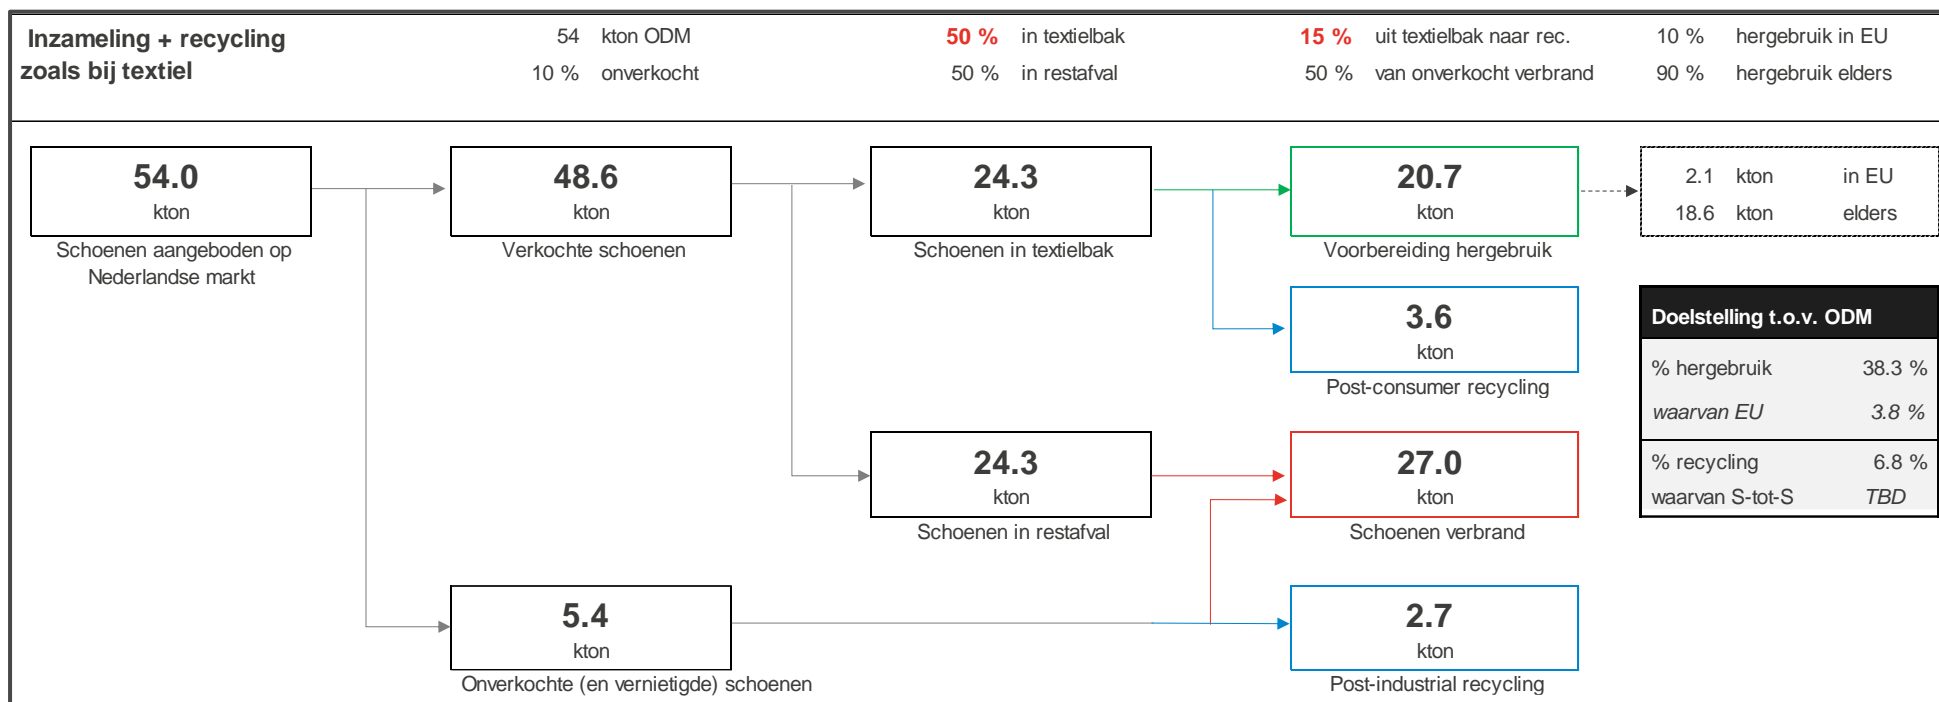 Inzameling + recycling
zoals bij textiel
54 kton ODM
10 % onverkocht
50 % in textielbak
50 % in restafval
15 % uit textielbak naar rec.
50 % van onverkocht verbrand
10 % hergebruik in EU
90 % hergebruik elders
54.0
kton
Schoenen aangeboden op
Nederlandse markt
48.6
kton
Verkochte schoenen
24.3
kton
Schoenen in textielbak
20.7
kton
Voorbereiding hergebruik
2.1 kton in EU
18.6 kton elders
3.6
kton
Post-consumer recycling
Doelstelling t.o.v. ODM
% hergebruik 38.3 %
waarvan EU 3.8 %
% recycling 6.8 %
waarvan S-tot-S TBD
24.3
kton
Schoenen in restafval
27.0
kton
Schoenen verbrand
5.4
kton
Onverkochte (en vernietigde) schoenen
2.7
kton
Post-industrial recycling